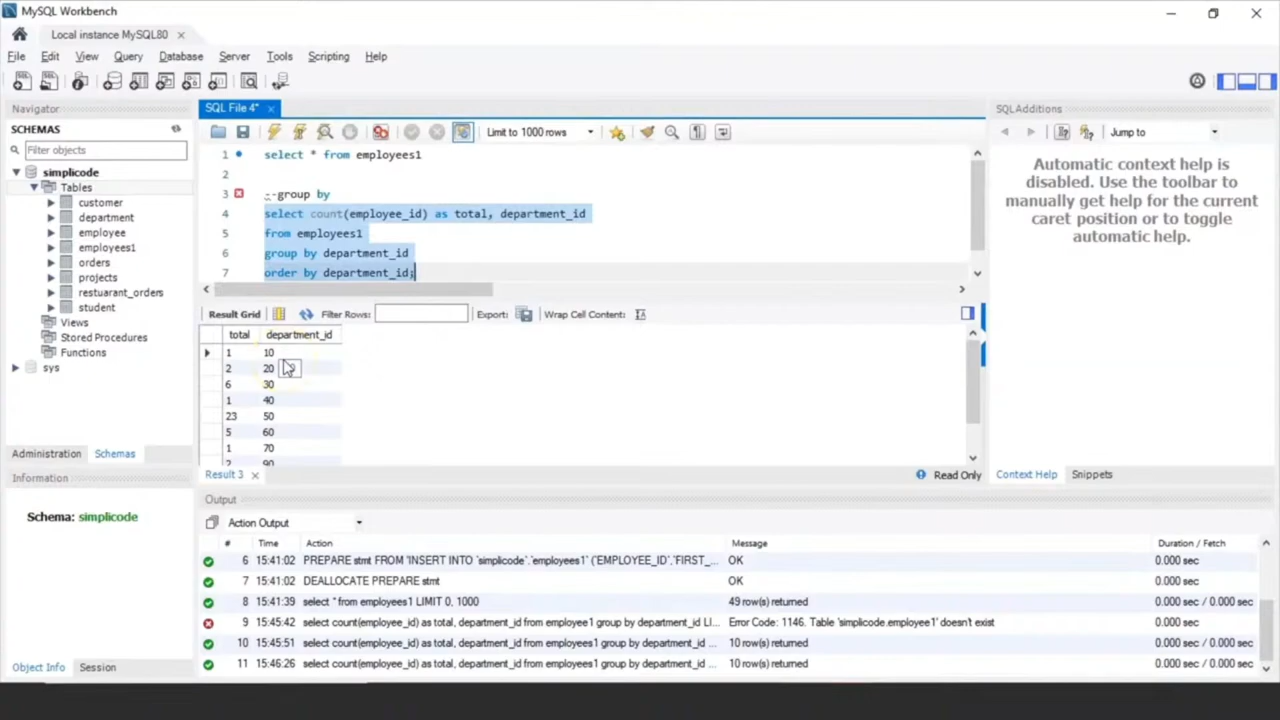 MySQL Workbench
Local instance MySQL80 ×
File Edit View Query Database Server Tools Scripting Help
Navigator
SCHEMAS
Filter objects
simplicode
Tables
customer
department
employee
employees1
orders
projects
restuarant_orders
student
Views
Stored Procedures
Functions
sys
Administration Schemas
Information
Schema: simplicode
Object Info Session
SQL File 4* ×
Limit to 1000 rows
1 select * from employees1
2
3 --group by
4 select count(employee_id) as total, department_id
5 from employees1
6 group by department_id
7 order by department_id;
Result Grid Filter Rows: Export: Wrap Cell Content:
total department_id
1 10
2 20
6 30
1 40
23 50
5 60
1 70
2 90
Result 3 × Read Only
Output
Action Output
# Time Action Message Duration / Fetch
6 15:41:02 PREPARE stmt FROM 'INSERT INTO `simplicode`.`employees1` (`EMPLOYEE_ID`,`FIRST_... OK 0.000 sec
7 15:41:02 DEALLOCATE PREPARE stmt OK 0.000 sec
8 15:41:39 select * from employees1 LIMIT 0, 1000 49 row(s) returned 0.000 sec / 0.000 sec
9 15:45:42 select count(employee_id) as total, department_id from employee1 group by department_id LI... Error Code: 1146. Table 'simplicode.employee1' doesn't exist 0.000 sec
10 15:45:51 select count(employee_id) as total, department_id from employees1 group by department_id ... 10 row(s) returned 0.000 sec / 0.000 sec
11 15:46:26 select count(employee_id) as total, department_id from employees1 group by department_id ... 10 row(s) returned 0.000 sec / 0.000 sec
SQLAdditions
Jump to
Automatic context help is
disabled. Use the toolbar to
manually get help for the current
caret position or to toggle
automatic help.
Context Help Snippets